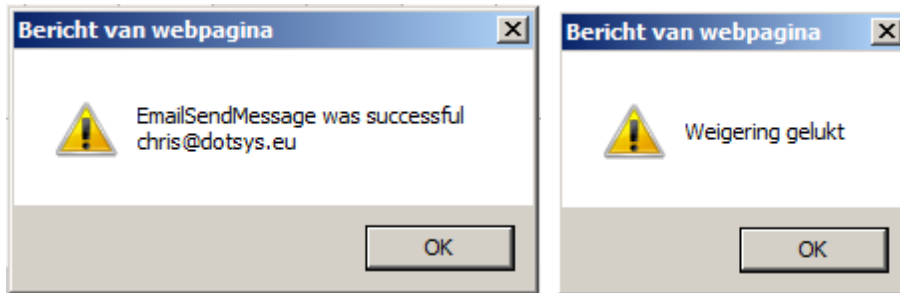 Bericht van webpagina
EmailSendMessage was successful
chris@dotsys.eu
OK
Bericht van webpagina
Weigering gelukt
OK